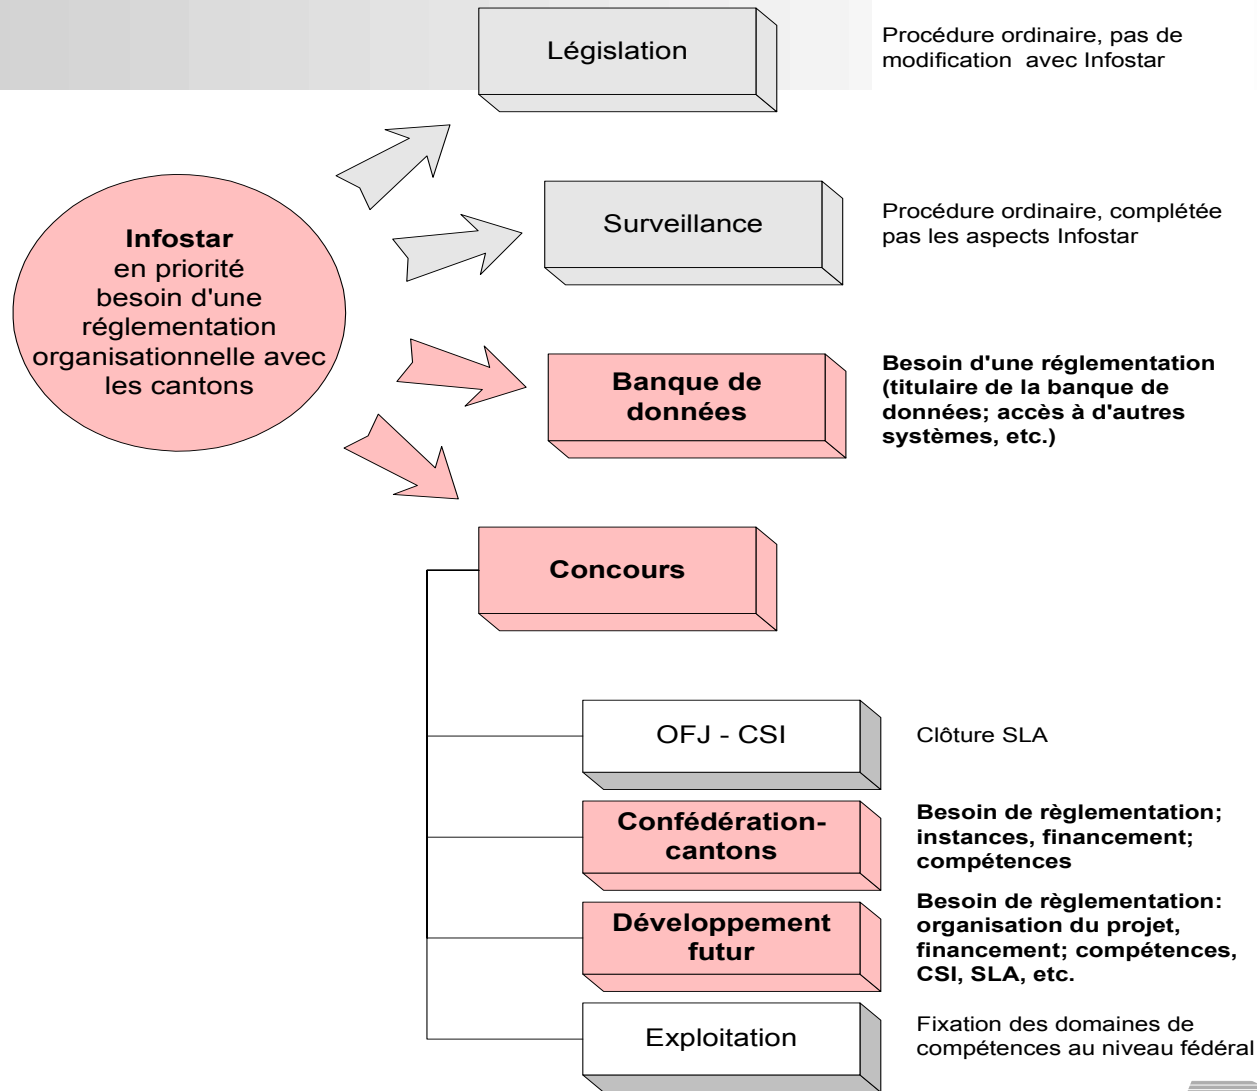 Législation
Procédure ordinaire, pas de
modification avec Infostar
Infostar
en priorité
besoin d'une
réglementation
organisationnelle avec
les cantons
Surveillance
Procédure ordinaire, complétée
pas les aspects Infostar
Banque de
données
Besoin d'une réglementation
(titulaire de la banque de
données; accès à d'autres
systèmes, etc.)
Concours
OFJ - CSI
Clôture SLA
Confédération-
cantons
Besoin de règlementation;
instances, financement;
compétences
Développement
futur
Besoin de règlementation:
organisation du projet,
financement; compétences,
CSI, SLA, etc.
Exploitation
Fixation des domaines de
compétences au niveau fédéral